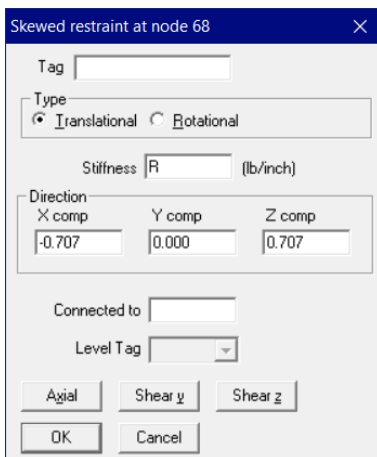 Skewed restraint at node 68
Tag
Type
Translational Rotational
Stiffness R (lb/inch)
Direction
X comp Y comp Z comp
-0.707 0.000 0.707
Connected to
Level Tag
Axial Shear y Shear z
OK Cancel